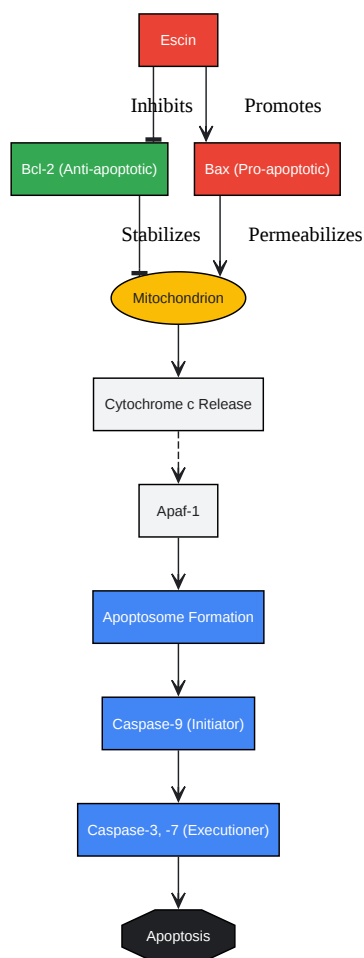 Escin
Inhibits
Promotes
Bcl-2 (Anti-apoptotic)
Bax (Pro-apoptotic)
Stabilizes
Permeabilizes
Mitochondrion
Cytochrome c Release
Apaf-1
Apoptosome Formation
Caspase-9 (Initiator)
Caspase-3, -7 (Executioner)
Apoptosis